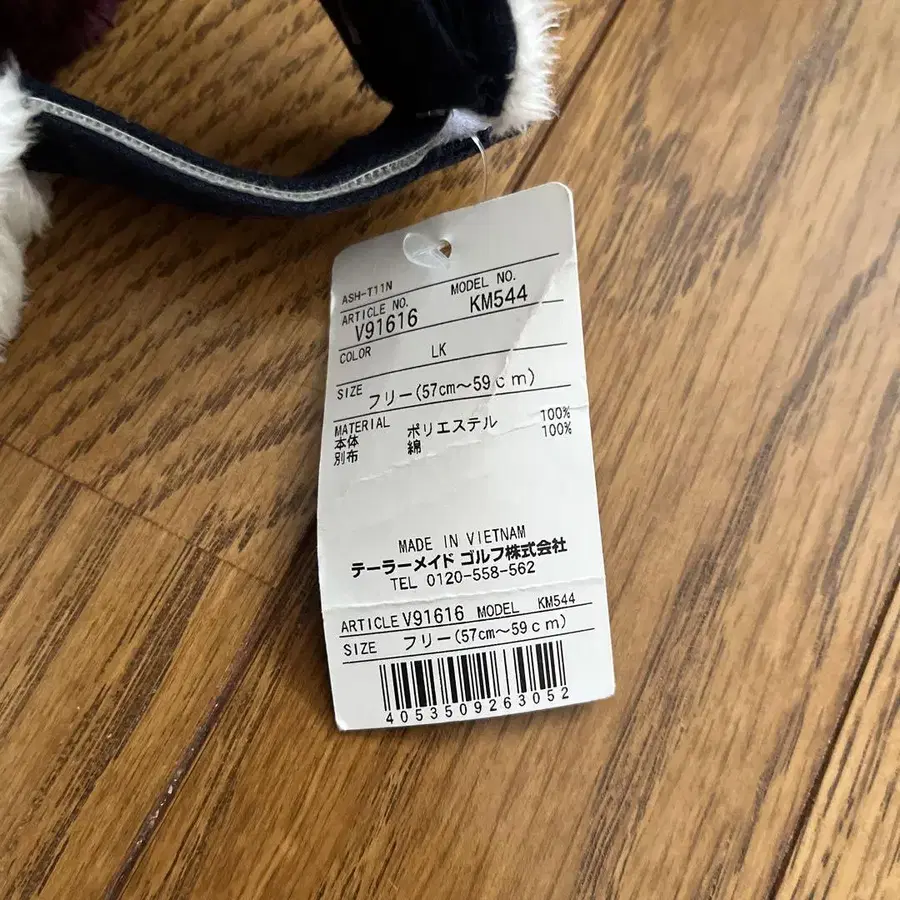 ASH-T11N
ARTICLE NO. MODEL NO.
V91616 KM544
COLOR LK
SIZE フリー(57cm～59cm)
MATERIAL
本体 ポリエステル 100%
別布 綿 100%
MADE IN VIETNAM
テーラーメイド ゴルフ株式会社
TEL 0120-558-562
ARTICLE V91616 MODEL KM544
SIZE フリー(57cm～59cm)
4053509263052